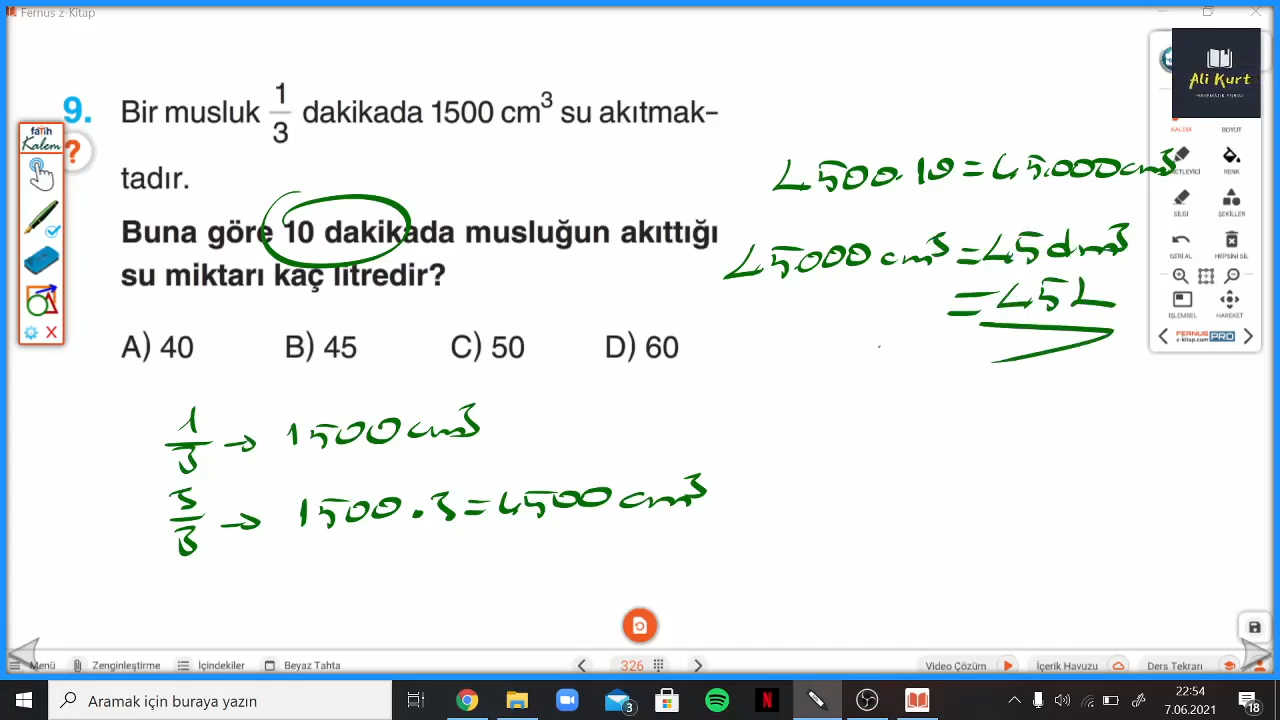 Fernus z-Kitap
9. Bir musluk 1/3 dakikada 1500 cm³ su akıtmak-
tadır.
Buna göre 10 dakikada musluğun akıttığı
su miktarı kaç litredir?
A) 40 B) 45 C) 50 D) 60
1/3 → 1500 cm³
3/3 → 1500 . 3 = 4500 cm³
4500 . 10 = 45.000 cm³
45000 cm³ = 45 dm³
= 45 L
fatih
Kalem
?
Ali Kurt
KALEM BOYUT
RENK
SİLGİ ŞEKİLLER
GERİ AL HEPSİNİ SİL
İŞLEMSEL HAREKET
FERNUS PRO
z-kitap.com
Menü Zenginleştirme İçindekiler Beyaz Tahta 326 Video Çözüm İçerik Havuzu Ders Tekrarı
Aramak için buraya yazın
3
22:54
7.06.2021
18